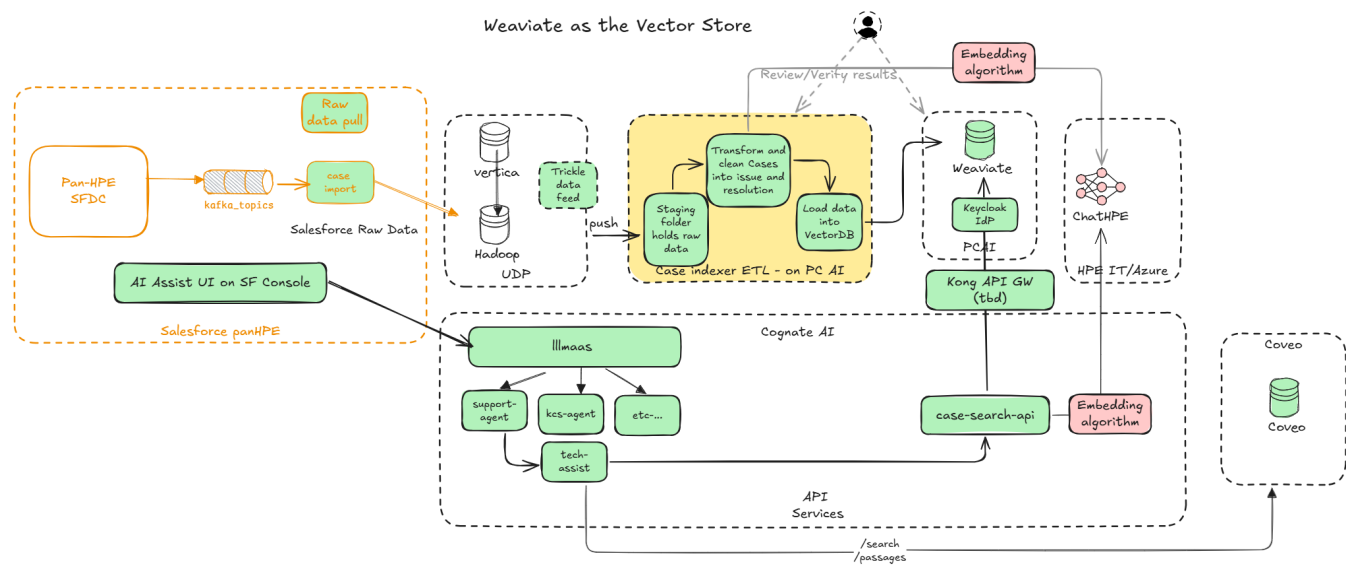 Weaviate as the Vector Store
Review/Verify results
Embedding
algorithm
Raw
data pull
Pan-HPE
SFDC
kafka_topics
case
import
Salesforce Raw Data
AI Assist UI on SF Console
Salesforce panHPE
vertica
Hadoop
UDP
Trickle
data
feed
push
Staging
folder
holds raw
data
Transform and
clean Cases
into issue and
resolution
Load data
into
VectorDB
Case indexer ETL - on PC AI
Weaviate
Keycloak
IdP
PCAI
Kong API GW
(tbd)
ChatHPE
HPE IT/Azure
Cognate AI
lllmaas
support-
agent
kcs-agent
etc-...
tech-
assist
case-search-api
Embedding
algorithm
API
Services
Coveo
Coveo
/search
/passages